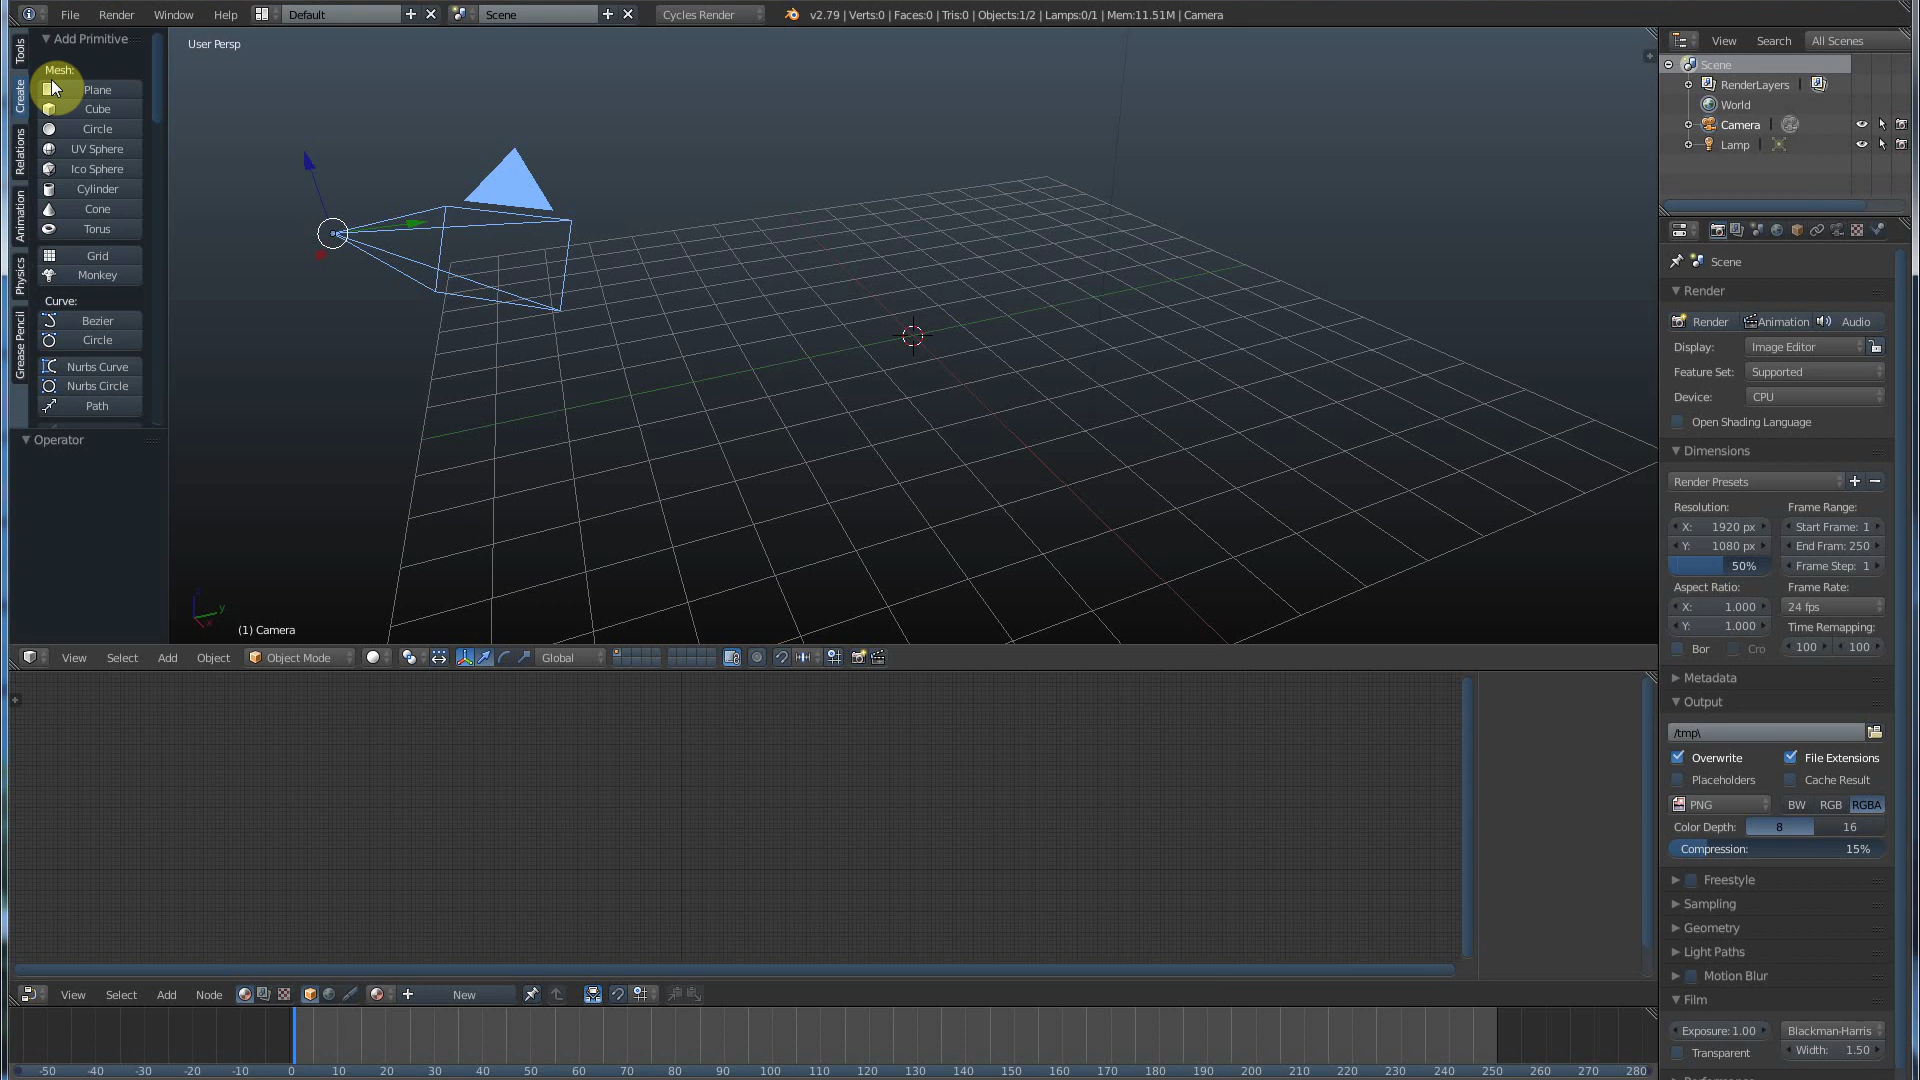 File Render Window Help Default Scene Cycles Render v2.79 | Verts:0 | Faces:0 | Tris:0 | Objects:1/2 | Lamps:0/1 | Mem:11.51M | Camera
Tools
Create
Relations
Animation
Physics
Grease Pencil
Add Primitive
Mesh:
Plane
Cube
Circle
UV Sphere
Ico Sphere
Cylinder
Cone
Torus
Grid
Monkey
Curve:
Bezier
Circle
Nurbs Curve
Nurbs Circle
Path
Operator
User Persp
(1) Camera
View Select Add Object Object Mode Global
View Select Add Node New
-50 -40 -30 -20 -10 0 10 20 30 40 50 60 70 80 90 100 110 120 130 140 150 160 170 180 190 200 210 220 230 240 250 260 270 280
View Search All Scenes
Scene
RenderLayers
World
Camera
Lamp
Scene
Render
Render Animation Audio
Display: Image Editor
Feature Set: Supported
Device: CPU
Open Shading Language
Dimensions
Render Presets
Resolution: Frame Range:
X: 1920 px Start Frame: 1
Y: 1080 px End Fram: 250
50% Frame Step: 1
Aspect Ratio: Frame Rate:
X: 1.000 24 fps
Y: 1.000 Time Remapping:
Bor Cro 100 100
Metadata
Output
/tmp\
Overwrite File Extensions
Placeholders Cache Result
PNG BW RGB RGBA
Color Depth: 8 16
Compression: 15%
Freestyle
Sampling
Geometry
Light Paths
Motion Blur
Film
Exposure: 1.00 Blackman-Harris
Transparent Width: 1.50